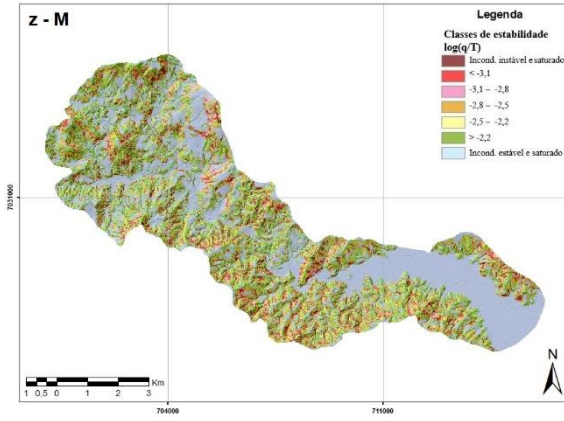 z - M
Legenda
Classes de estabilidade
log(q/T)
Incond. instável e saturado
< -3,1
-3,1 – -2,8
-2,8 – -2,5
-2,5 – -2,2
> -2,2
Incond. estável e saturado
7031000
N
Km
1 0,5 0 1 2 3
704000
711000